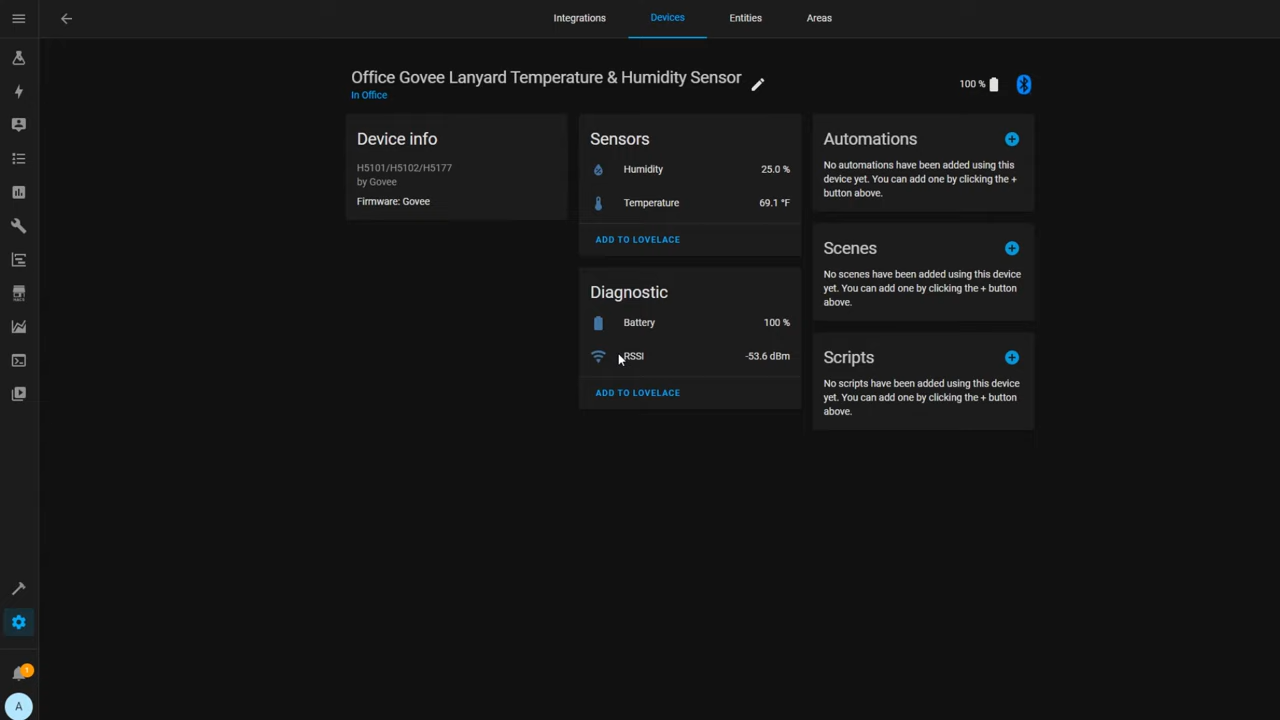 Integrations
Devices
Entities
Areas
Office Govee Lanyard Temperature & Humidity Sensor
In Office
100 %
Device info
H5101/H5102/H5177
by Govee
Firmware: Govee
Sensors
Humidity 25.0 %
Temperature 69.1 °F
ADD TO LOVELACE
Diagnostic
Battery 100 %
RSSI -53.6 dBm
ADD TO LOVELACE
Automations
No automations have been added using this
device yet. You can add one by clicking the +
button above.
Scenes
No scenes have been added using this device
yet. You can add one by clicking the + button
above.
Scripts
No scripts have been added using this device
yet. You can add one by clicking the + button
above.
HACS
1
A